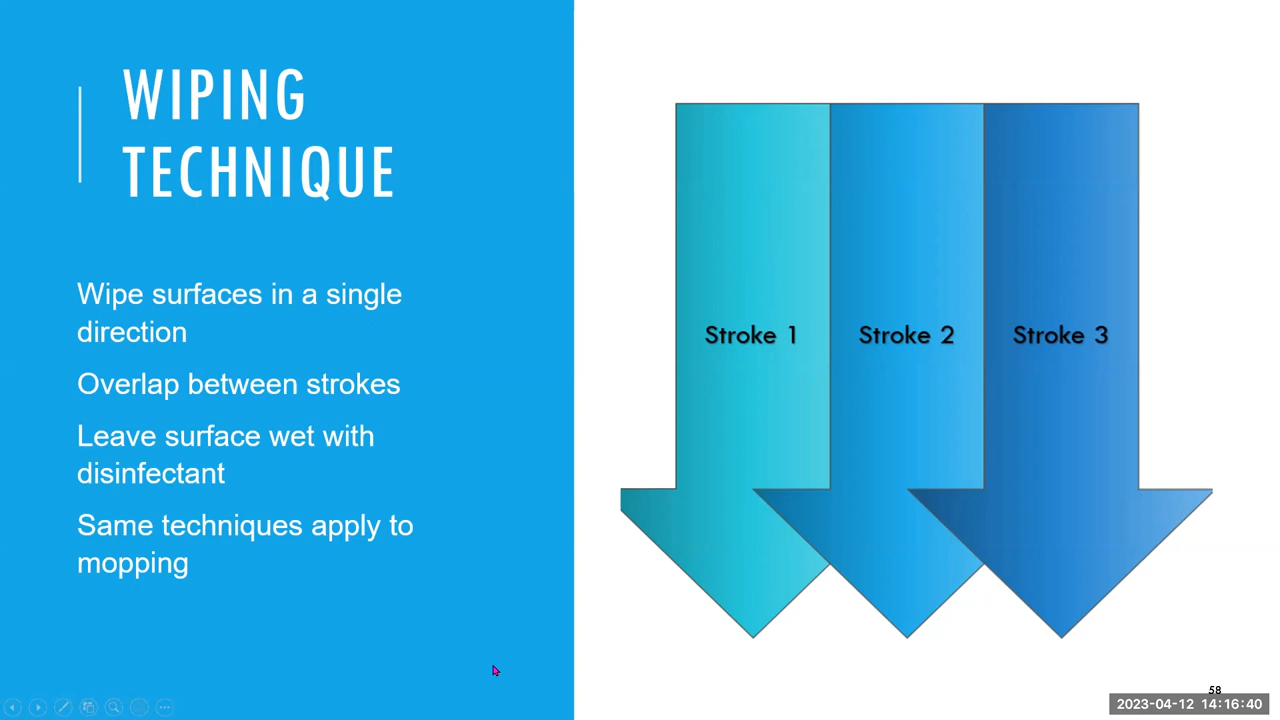 WIPING
TECHNIQUE
Wipe surfaces in a single
direction
Overlap between strokes
Leave surface wet with
disinfectant
Same techniques apply to
mopping
Stroke 1
Stroke 2
Stroke 3
58
2023-04-12 14:16:40